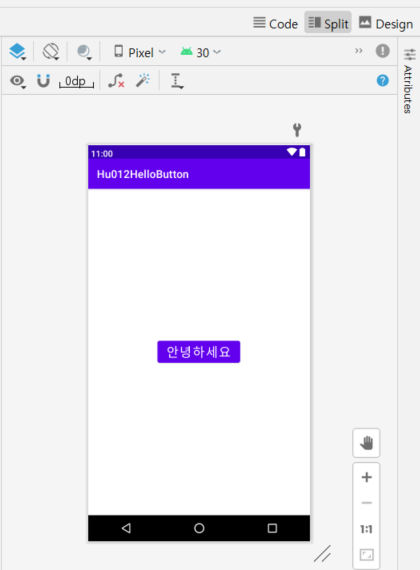 Code Split Design
Pixel 30
0dp
Attributes
11:00
Hu012HelloButton
안녕하세요
1:1